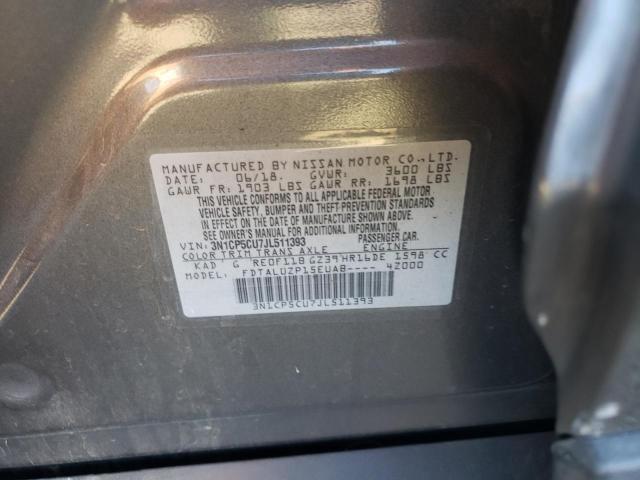 MANUFACTURED BY NISSAN MOTOR CO.,LTD.
DATE: 06/18. GVWR: 3600 LBS
GAWR FR: 1903 LBS GAWR RR: 1698 LBS
THIS VEHICLE CONFORMS TO ALL APPLICABLE FEDERAL MOTOR
VEHICLE SAFETY, BUMPER AND THEFT PREVENTION STANDARDS
IN EFFECT ON THE DATE OF MANUFACTURE SHOWN ABOVE.
SEE OWNERS MANUAL FOR ADDITIONAL INFORMATION.
VIN: 3N1CP5CU7JL511393 PASSENGER CAR.
COLOR TRIM TRANS AXLE ENGINE
KAD G RE0F11B GZ39 HR16DE 1598 CC
MODEL: FDTALUZP15EUAB---- 4Z000
3N1CP5CU7JL511393